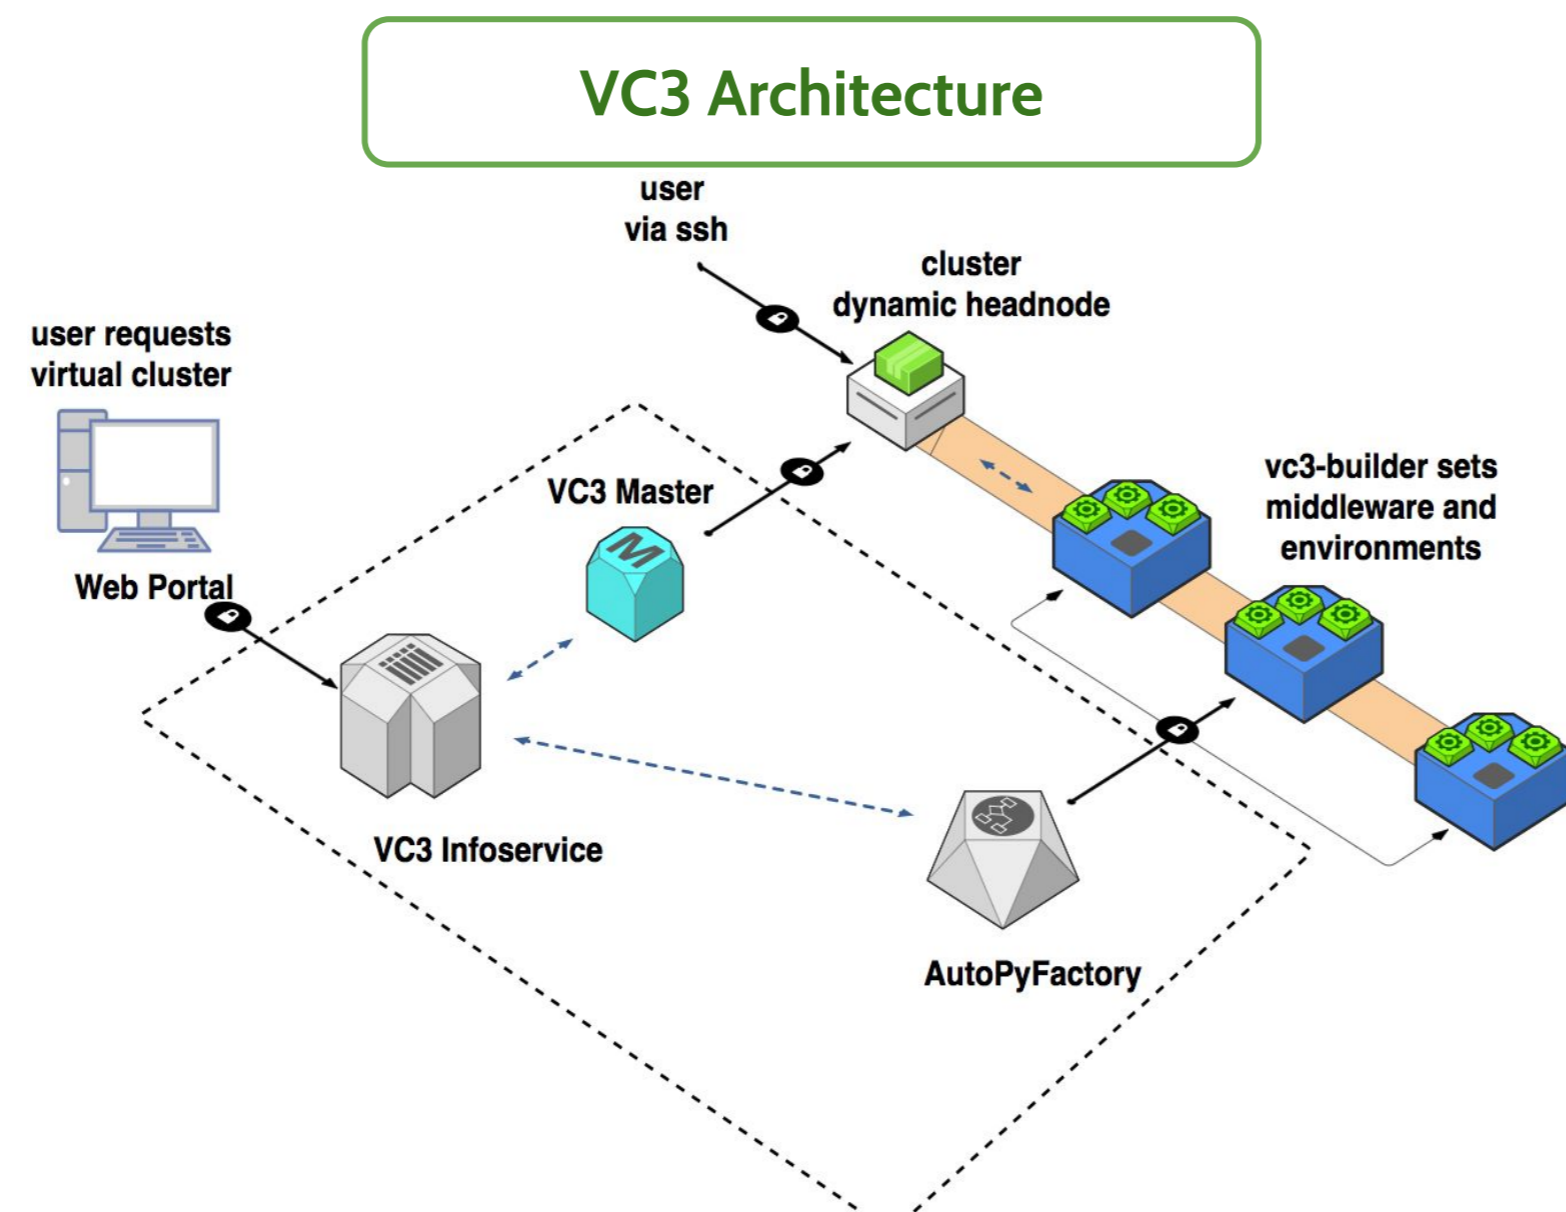 VC3 Architecture
user
via ssh
cluster
dynamic headnode
user requests
virtual cluster
vc3-builder sets
middleware and
environments
VC3 Master
M
Web Portal
VC3 Infoservice
AutoPyFactory